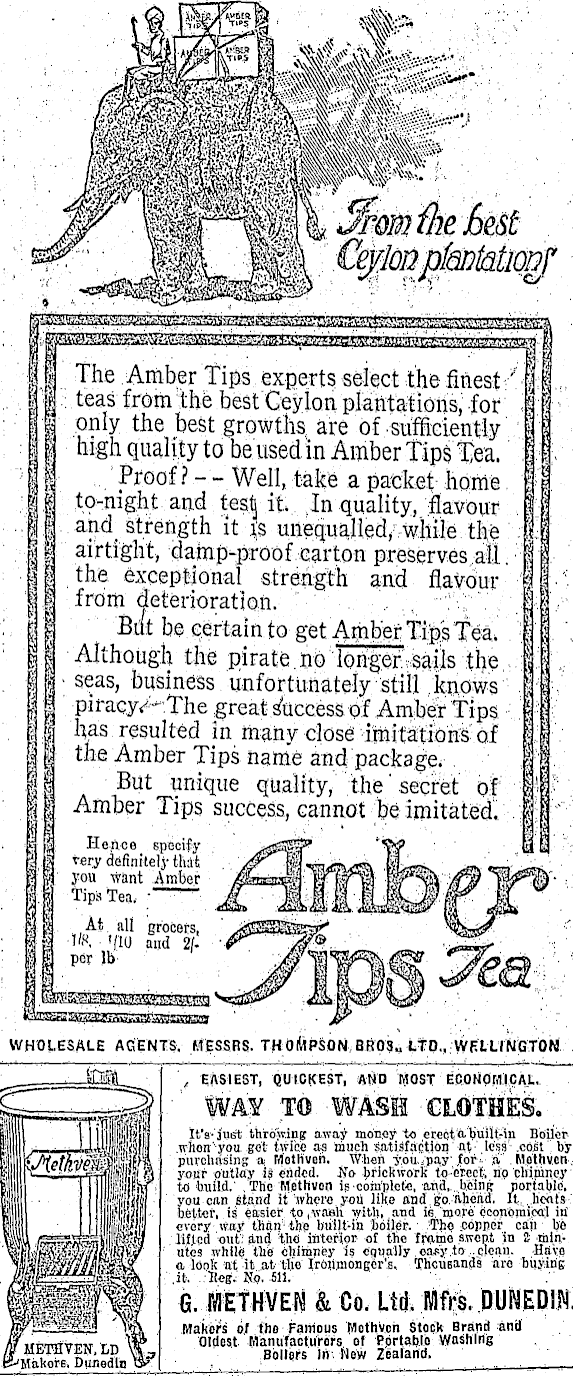 AMBER TIPS
AMBER TIPS
AMBER TIPS
AMBER TIPS
From the best
Ceylon plantations
The Amber Tips experts select the finest
teas from the best Ceylon plantations, for
only the best growths are of sufficiently
high quality to be used in Amber Tips Tea.
Proof? -- Well, take a packet home
to-night and test it. In quality, flavour
and strength it is unequalled, while the
airtight, damp-proof carton preserves all
the exceptional strength and flavour
from deterioration.
But be certain to get Amber Tips Tea.
Although the pirate no longer sails the
seas, business unfortunately still knows
piracy. The great success of Amber Tips
has resulted in many close imitations of
the Amber Tips name and package.
But unique quality, the secret of
Amber Tips success, cannot be imitated.
Hence specify
very definitely that
you want Amber
Tips Tea.
At all grocers,
1/8, 1/10 and 2/-
per lb
Amber
Tips Tea
WHOLESALE AGENTS. MESSRS. THOMPSON BROS., LTD., WELLINGTON
Methven
METHVEN, LD
Makers, Dunedin
EASIEST, QUICKEST, AND MOST ECONOMICAL.
WAY TO WASH CLOTHES.
It's just throwing away money to erect a built-in Boiler
when you get twice as much satisfaction at less cost by
purchasing a Methven. When you pay for a Methven
your outlay is ended. No brickwork to erect, no chimney
to build. The Methven is complete, and, being portable,
you can stand it where you like and go ahead. It heats
better, is easier to wash with, and is more economical in
every way than the built-in boiler. The copper can be
lifted out and the interior of the frame swept in 2 min-
utes while the chimney is equally easy to clean. Have
a look at it at the Ironmonger's. Thousands are buying
it. Reg. No. 511.
G. METHVEN & Co. Ltd. Mfrs. DUNEDIN.
Makers of the Famous Methven Stock Brand and
Oldest Manufacturers of Portable Washing
Boilers in New Zealand.